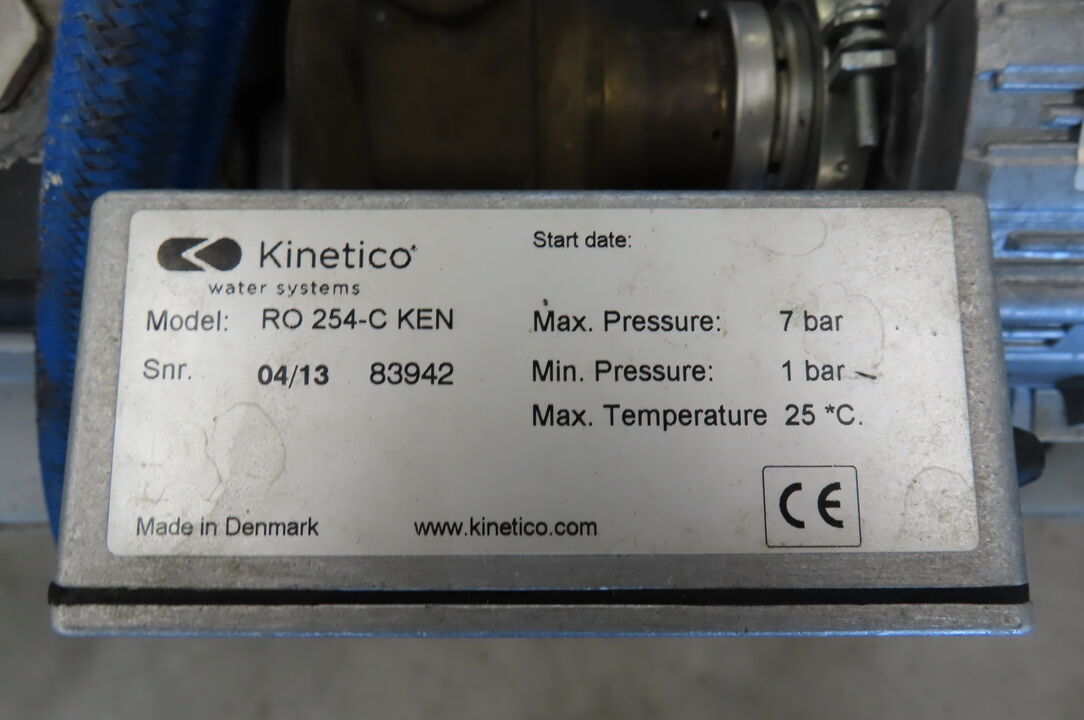 Kinetico
water systems
Start date:
Model: RO 254-C KEN
Max. Pressure: 7 bar
Snr. 04/13 83942
Min. Pressure: 1 bar
Max. Temperature 25 *C.
CE
Made in Denmark
www.kinetico.com